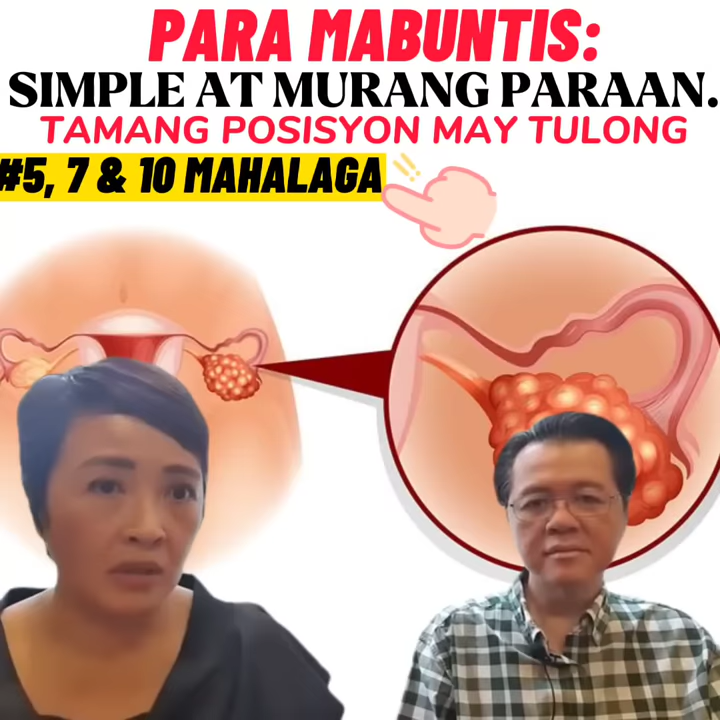 PARA MABUNTIS:
SIMPLE AT MURANG PARAAN.
TAMANG POSISYON MAY TULONG
#5, 7 & 10 MAHALAGA